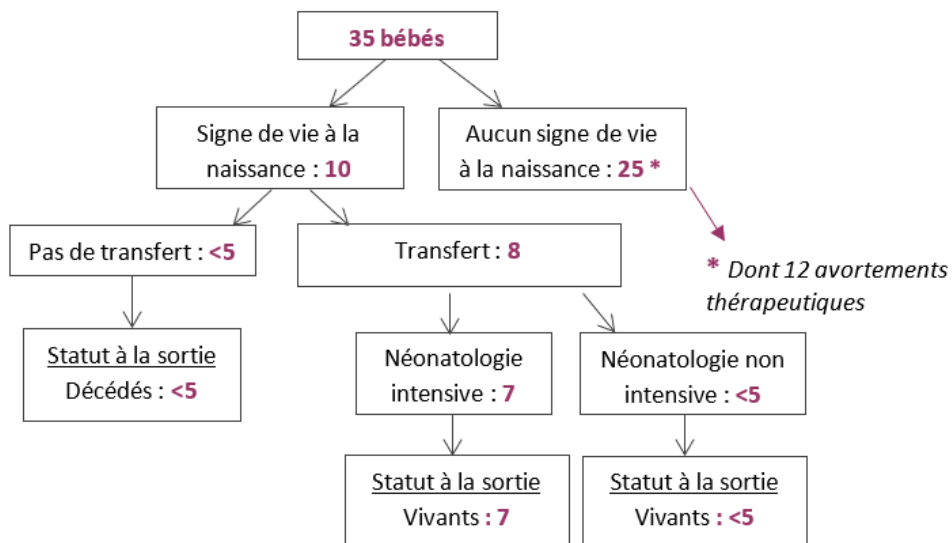 35 bébés
Signe de vie à la
naissance : 10
Aucun signe de vie
à la naissance : 25 *
Pas de transfert : <5
Transfert : 8
* Dont 12 avortements
thérapeutiques
Statut à la sortie
Décédés : <5
Néonatologie
intensive : 7
Néonatologie non
intensive : <5
Statut à la sortie
Vivants : 7
Statut à la sortie
Vivants : <5